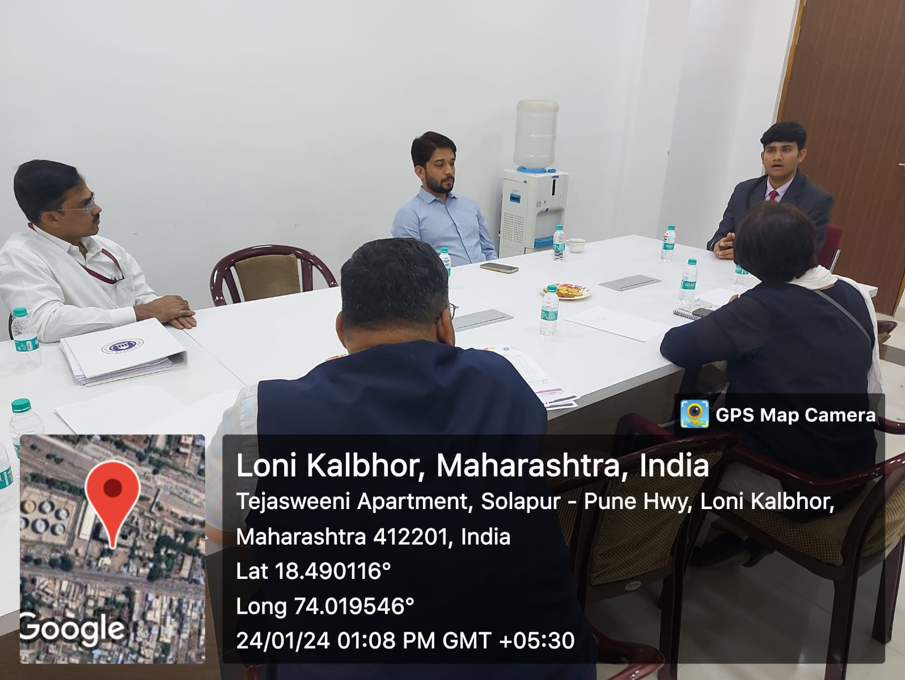 GPS Map Camera
Loni Kalbhor, Maharashtra, India
Tejasweeni Apartment, Solapur - Pune Hwy, Loni Kalbhor,
Maharashtra 412201, India
Lat 18.490116°
Long 74.019546°
24/01/24 01:08 PM GMT +05:30
Google